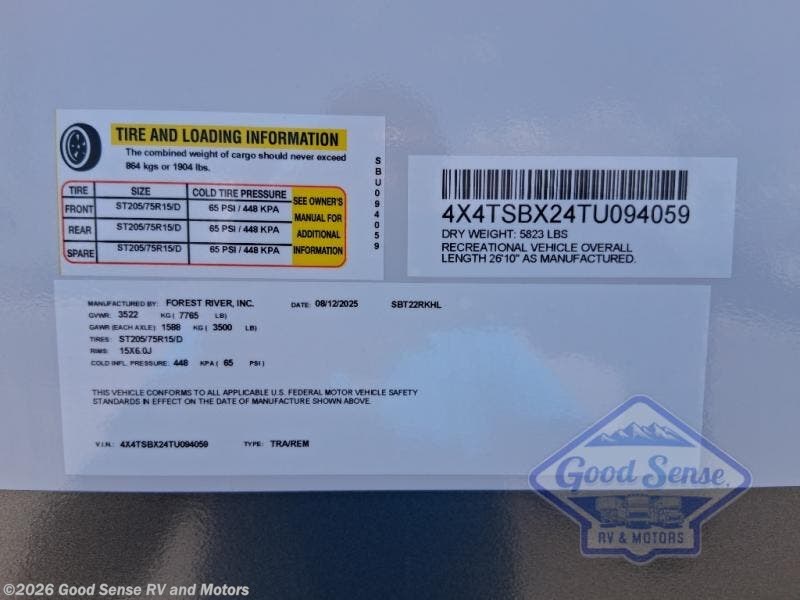 TIRE AND LOADING INFORMATION
The combined weight of cargo should never exceed
864 kgs or 1904 lbs.
TIRE SIZE COLD TIRE PRESSURE
FRONT ST205/75R15/D 65 PSI / 448 KPA
REAR ST205/75R15/D 65 PSI / 448 KPA
SPARE ST205/75R15/D 65 PSI / 448 KPA
SEE OWNER'S
MANUAL FOR
ADDITIONAL
INFORMATION
SBU094059
4X4TSBX24TU094059
DRY WEIGHT: 5823 LBS
RECREATIONAL VEHICLE OVERALL
LENGTH 26'10" AS MANUFACTURED.
MANUFACTURED BY: FOREST RIVER, INC. DATE: 08/12/2025 SBT22RKHL
GVWR: 3522 KG ( 7765 LB)
GAWR (EACH AXLE): 1588 KG ( 3500 LB)
TIRES: ST205/75R15/D
RIMS: 15X6.0J
COLD INFL. PRESSURE: 448 KPA ( 65 PSI )
THIS VEHICLE CONFORMS TO ALL APPLICABLE U.S. FEDERAL MOTOR VEHICLE SAFETY
STANDARDS IN EFFECT ON THE DATE OF MANUFACTURE SHOWN ABOVE.
V.I.N.: 4X4TSBX24TU094059 TYPE: TRA/REM
Good Sense
RV & MOTORS
©2026 Good Sense RV and Motors